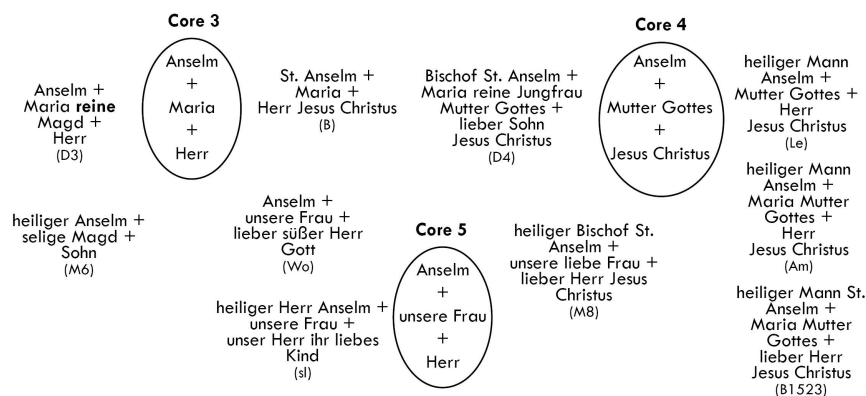 Core 3
Anselm
+
Maria
+
Herr
Anselm +
Maria reine
Magd +
Herr
(D3)
St. Anselm +
Maria +
Herr Jesus Christus
(B)
Bischof St. Anselm +
Maria reine Jungfrau
Mutter Gottes +
lieber Sohn
Jesus Christus
(D4)
Core 4
Anselm
+
Mutter Gottes
+
Jesus Christus
heiliger Mann
Anselm +
Mutter Gottes +
Herr
Jesus Christus
(Le)
heiliger Mann
Anselm +
Maria Mutter
Gottes +
Herr
Jesus Christus
(Am)
heiliger Anselm +
selige Magd +
Sohn
(M6)
Anselm +
unsere Frau +
lieber süßer Herr
Gott
(Wo)
heiliger Herr Anselm +
unsere Frau +
unser Herr ihr liebes
Kind
(sl)
Core 5
Anselm
+
unsere Frau
+
Herr
heiliger Bischof St.
Anselm +
unsere liebe Frau +
lieber Herr Jesus
Christus
(M8)
heiliger Mann St.
Anselm +
Maria Mutter
Gottes +
lieber Herr
Jesus Christus
(B1523)